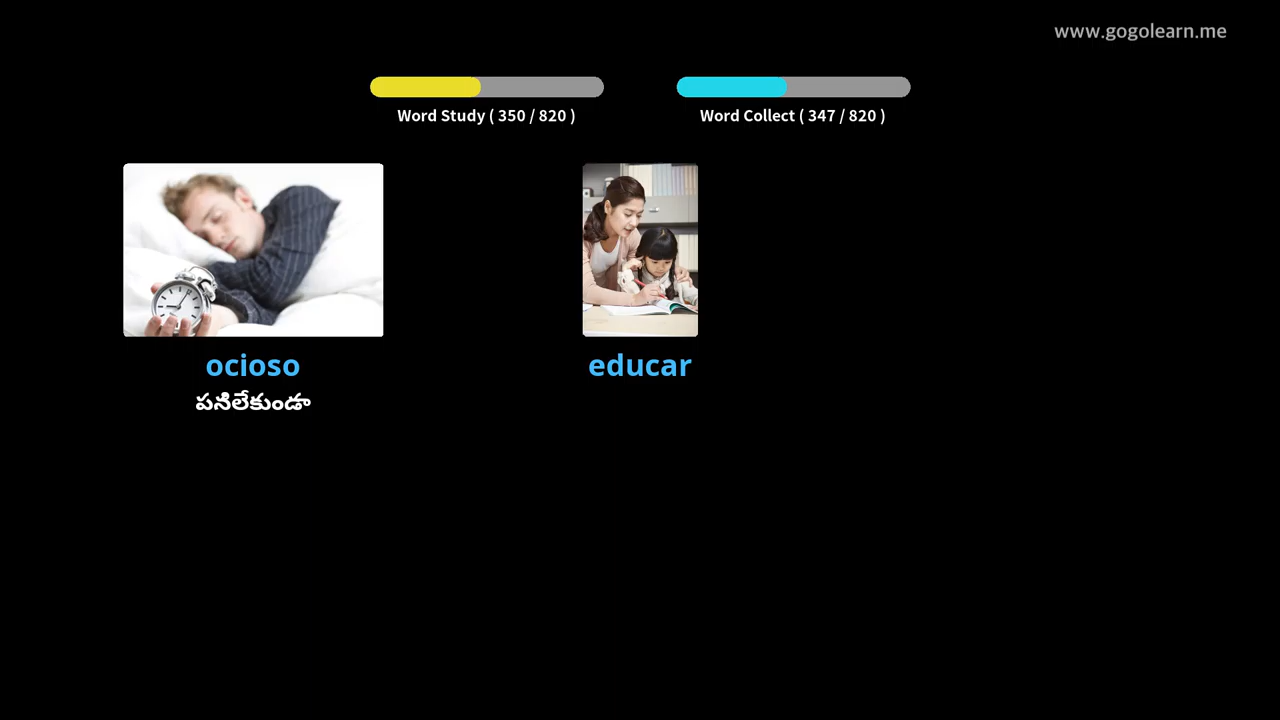 www.gogolearn.me
Word Study ( 350 / 820 )
Word Collect ( 347 / 820 )
ocioso
పనిలేకుండా
educar